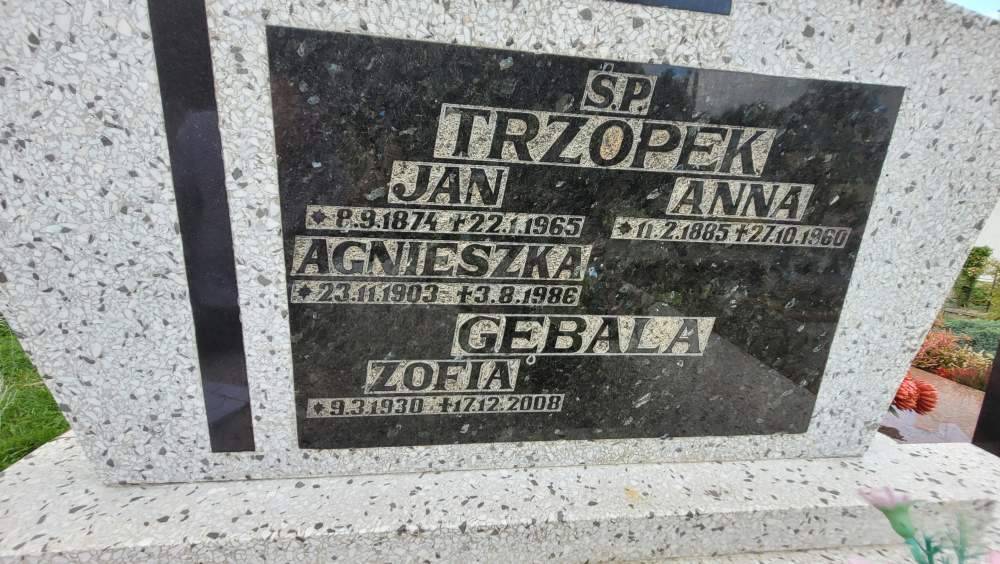 Ś.P.
TRZOPEK
JAN ANNA
* 8.9.1874 ✝ 22.1.1965 * 11.2.1885 ✝ 27.10.1960
AGNIESZKA
* 23.11.1903 ✝ 3.8.1986
GĘBALA
ZOFIA
* 9.3.1930 ✝ 17.12.2008